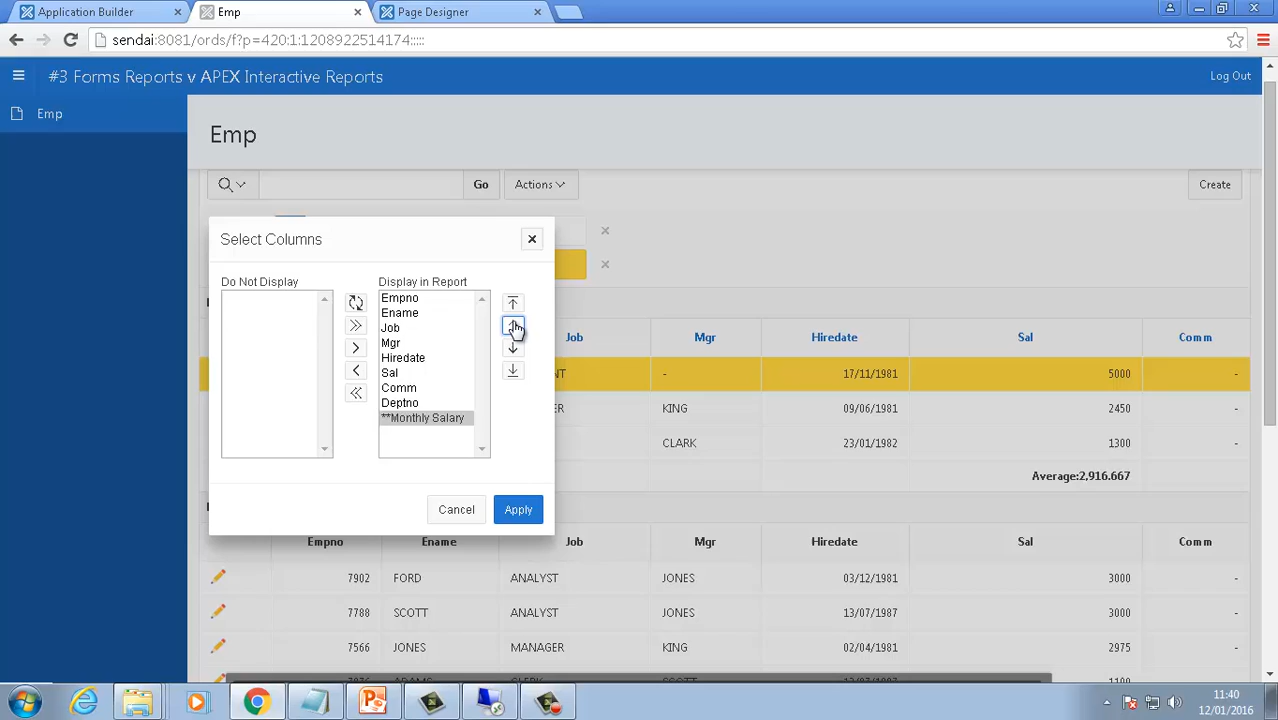 Application Builder
Emp
Page Designer
sendai:8081/ords/f?p=420:1:1208922514174:::::
#3 Forms Reports v APEX Interactive Reports
Log Out
Emp
Emp
Go
Actions
Create
Select Columns
Do Not Display
Display in Report
Empno
Ename
Job
Mgr
Hiredate
Sal
Comm
Deptno
**Monthly Salary
Cancel
Apply
Job Mgr Hiredate Sal Comm
NT - 17/11/1981 5000 -
ER KING 09/06/1981 2450 -
CLARK 23/01/1982 1300 -
Average:2,916.667
Empno Ename Job Mgr Hiredate Sal Comm
7902 FORD ANALYST JONES 03/12/1981 3000 -
7788 SCOTT ANALYST JONES 13/07/1987 3000 -
7566 JONES MANAGER KING 02/04/1981 2975 -
11:40
12/01/2016